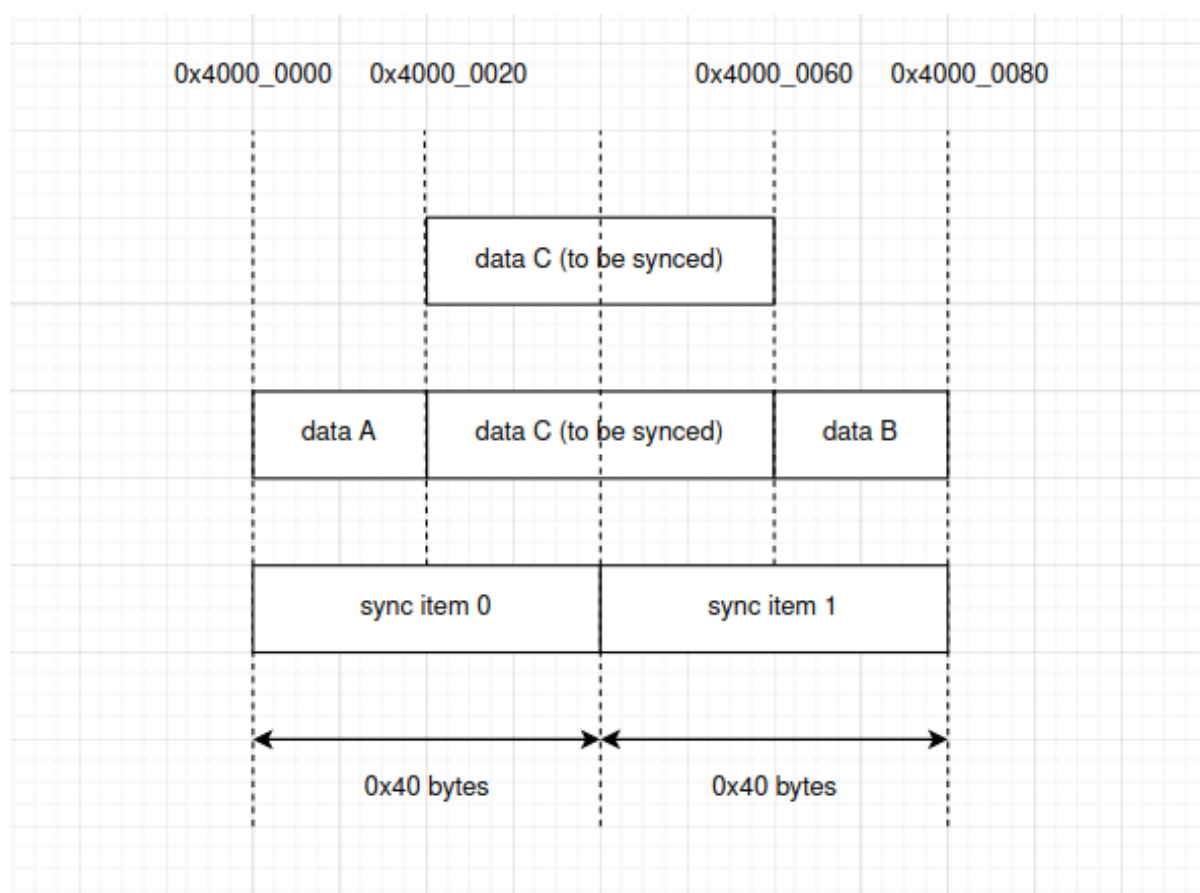 0x4000_0000 0x4000_0020 0x4000_0060 0x4000_0080
data C (to be synced)
data A data C (to be synced) data B
sync item 0 sync item 1
0x40 bytes 0x40 bytes